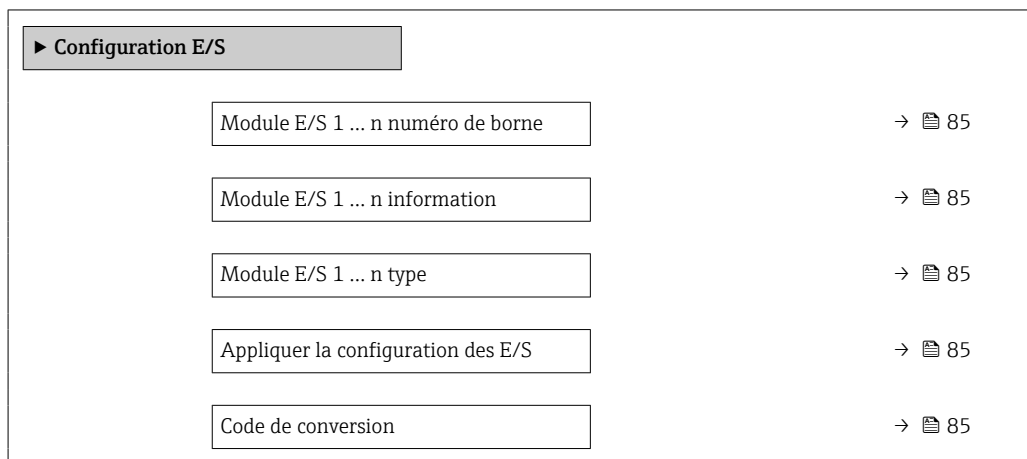 ► Configuration E/S
Module E/S 1 … n numéro de borne → 85
Module E/S 1 … n information → 85
Module E/S 1 … n type → 85
Appliquer la configuration des E/S → 85
Code de conversion → 85